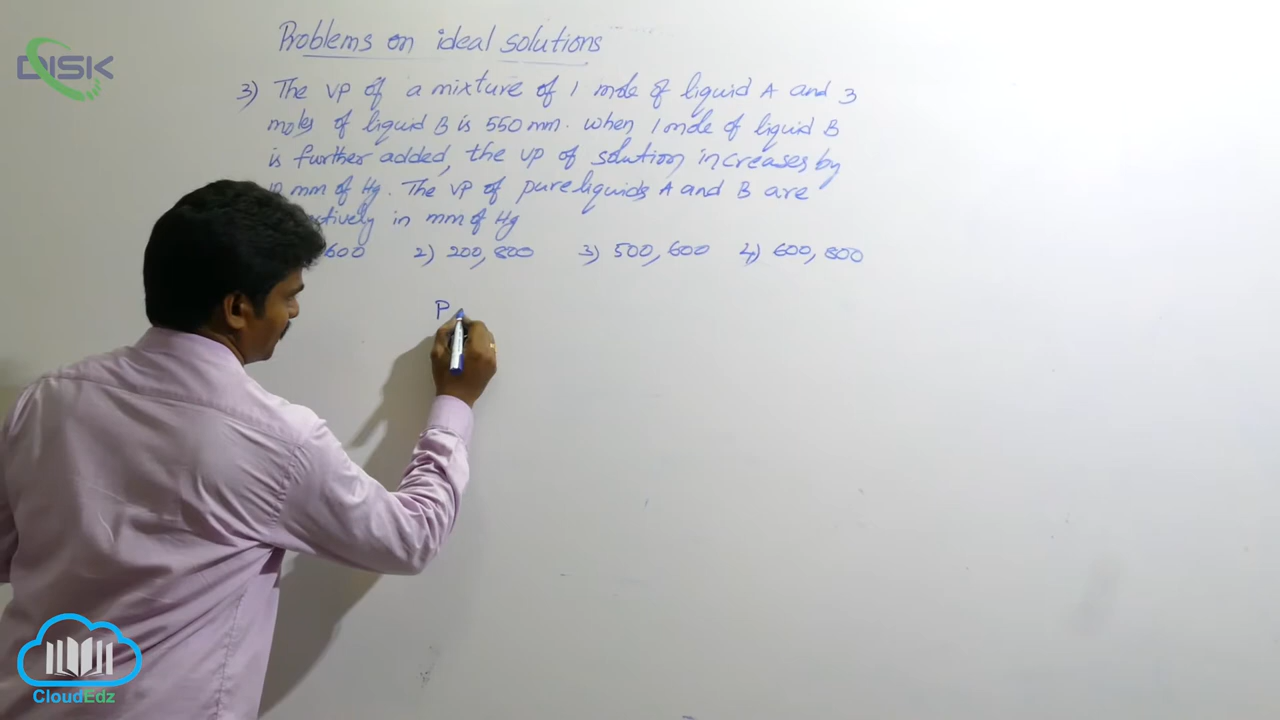 DISK
Problems on ideal solutions
3) The VP of a mixture of 1 mole of liquid A and 3
moles of liquid B is 550 mm. When 1 mole of liquid B
is further added, the VP of solution increases by
mm of Hg. The VP of pure liquids A and B are
in mm of Hg
600 2) 200, 800 3) 500, 600 4) 600, 800
P
CloudEdz